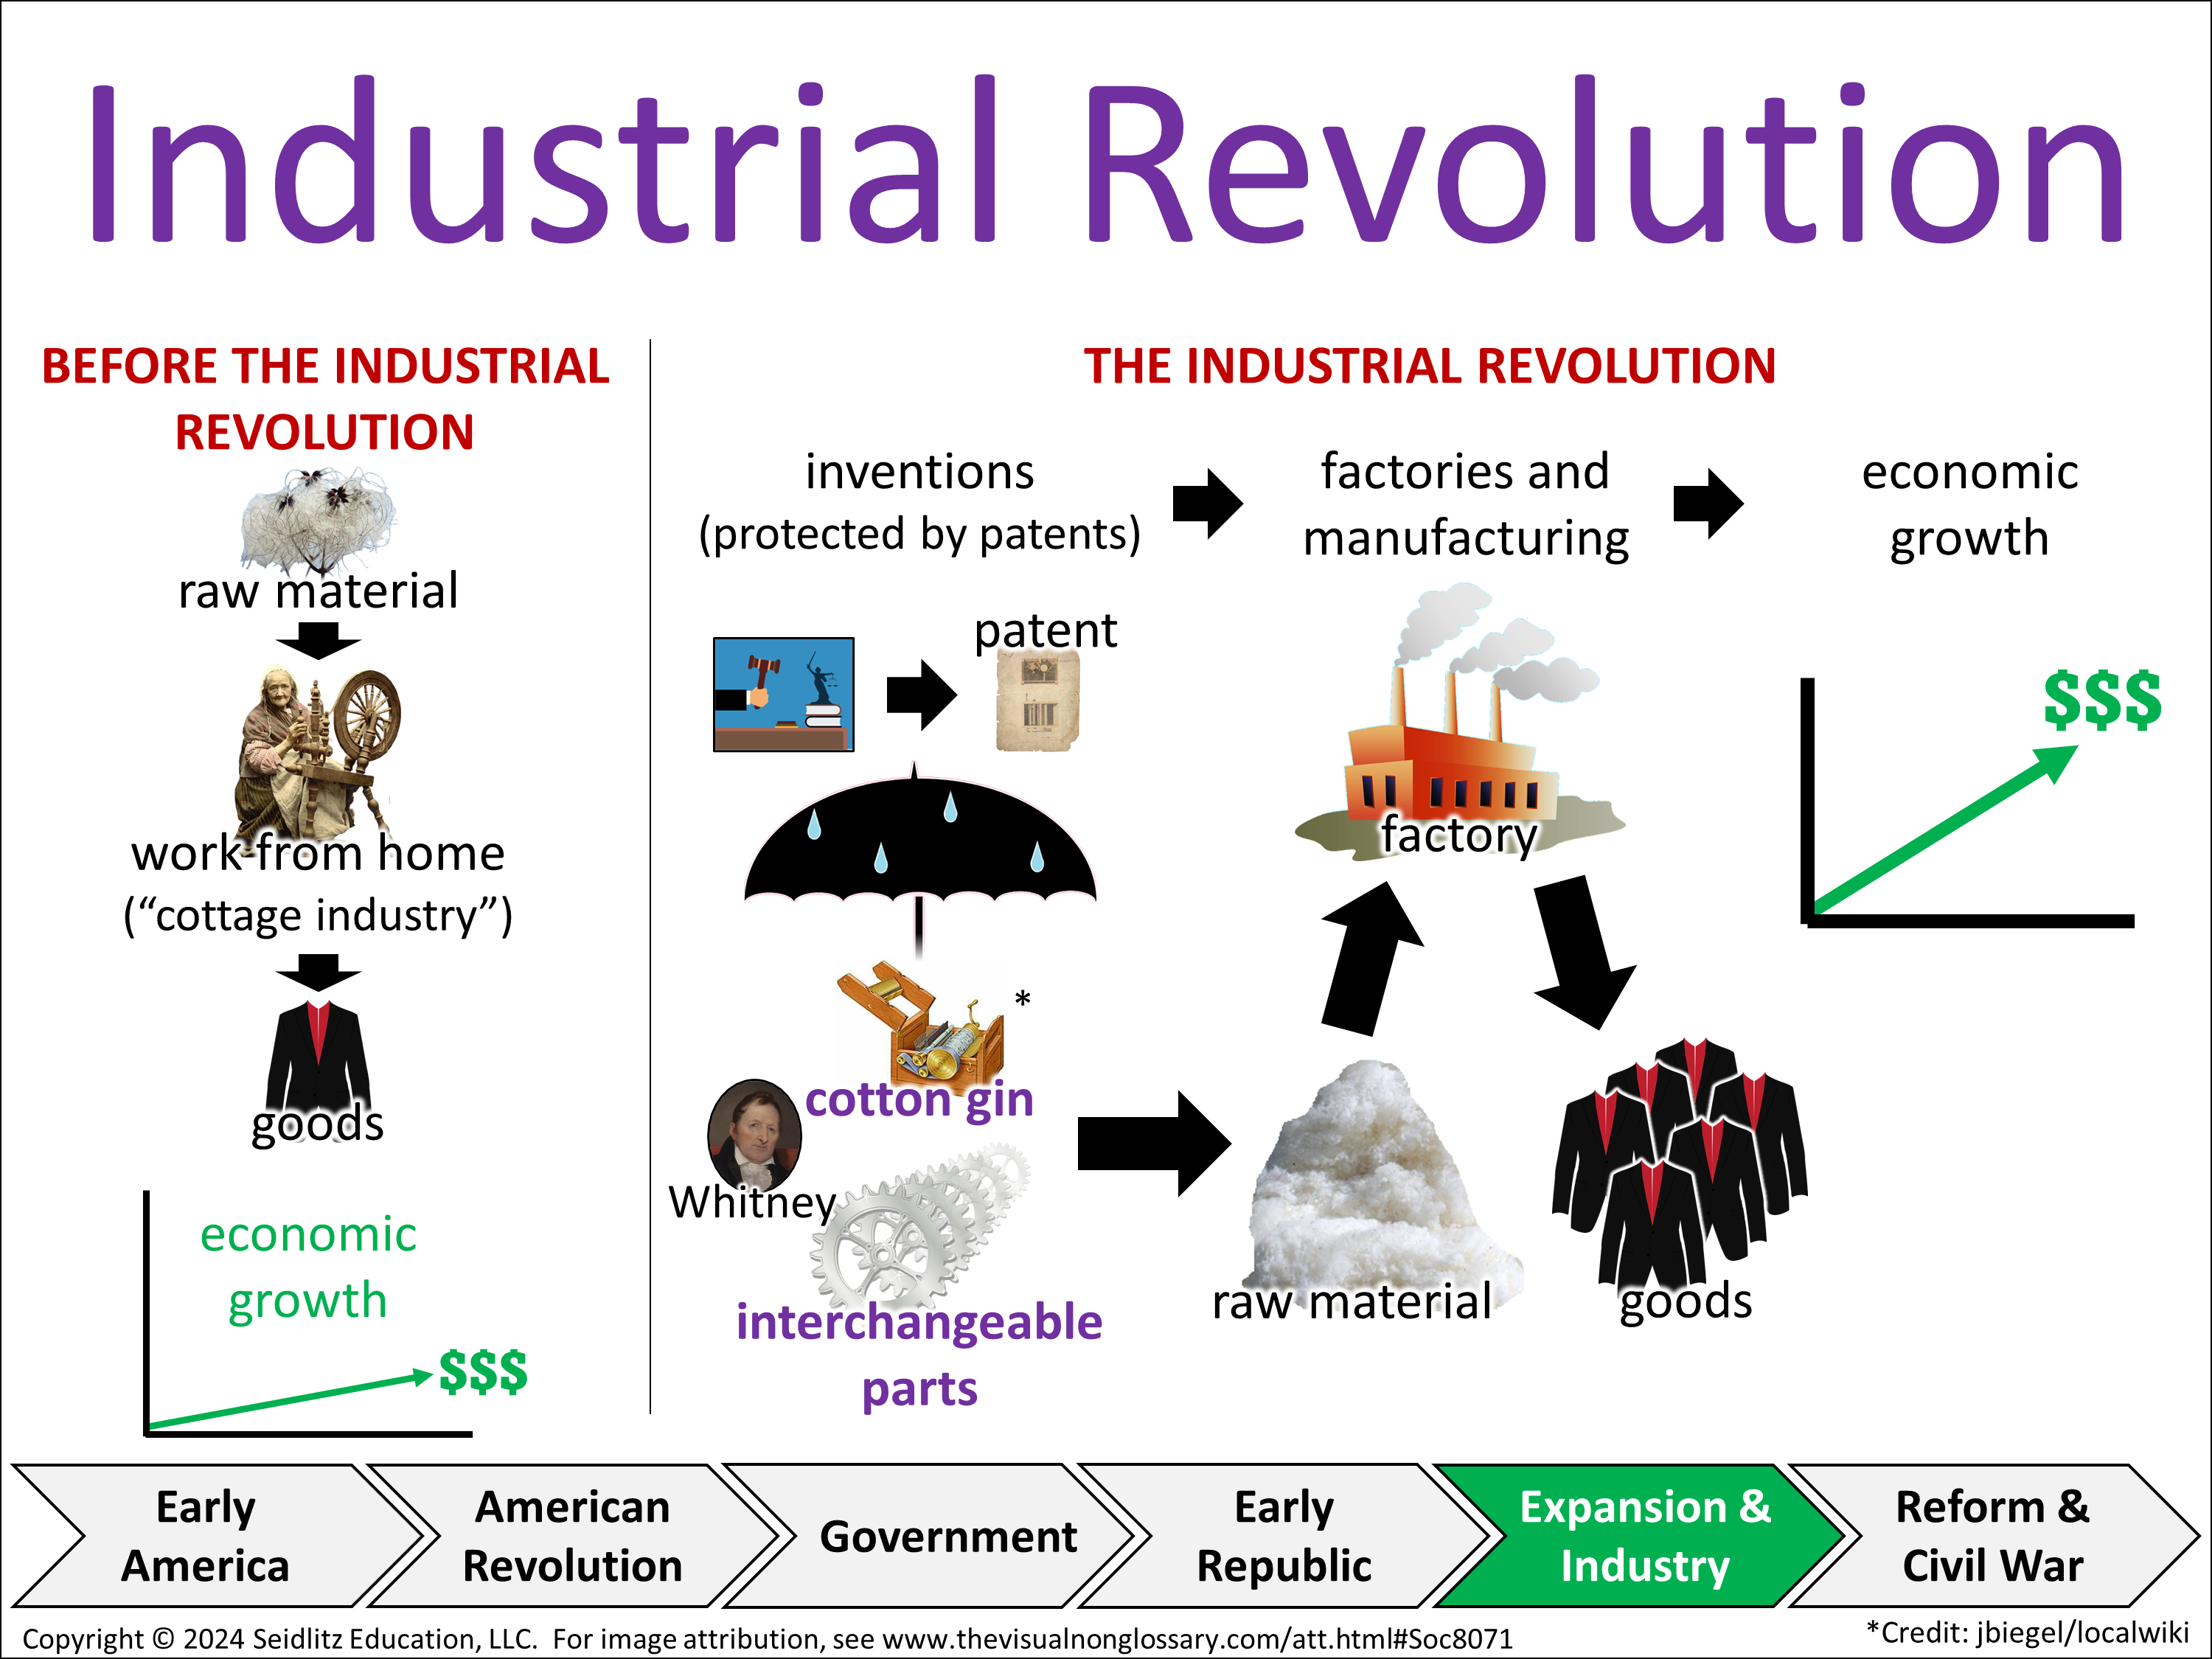 Industrial Revolution
BEFORE THE INDUSTRIAL
REVOLUTION
raw material
work from home
(“cottage industry”)
goods
economic
growth
$$$
THE INDUSTRIAL REVOLUTION
inventions
(protected by patents)
factories and
manufacturing
economic
growth
patent
*
cotton gin
Whitney
interchangeable
parts
factory
raw material
goods
$$$
Early
America
American
Revolution
Government
Early
Republic
Expansion &
Industry
Reform &
Civil War
Copyright © 2024 Seidlitz Education, LLC.  For image attribution, see www.thevisualnonglossary.com/att.html#Soc8071
*Credit: jbiegel/localwiki